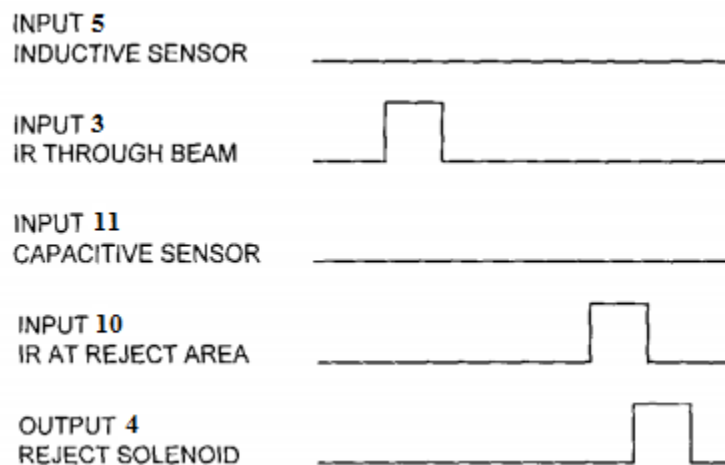 INPUT 5
INDUCTIVE SENSOR
INPUT 3
IR THROUGH BEAM
INPUT 11
CAPACITIVE SENSOR
INPUT 10
IR AT REJECT AREA
OUTPUT 4
REJECT SOLENOID